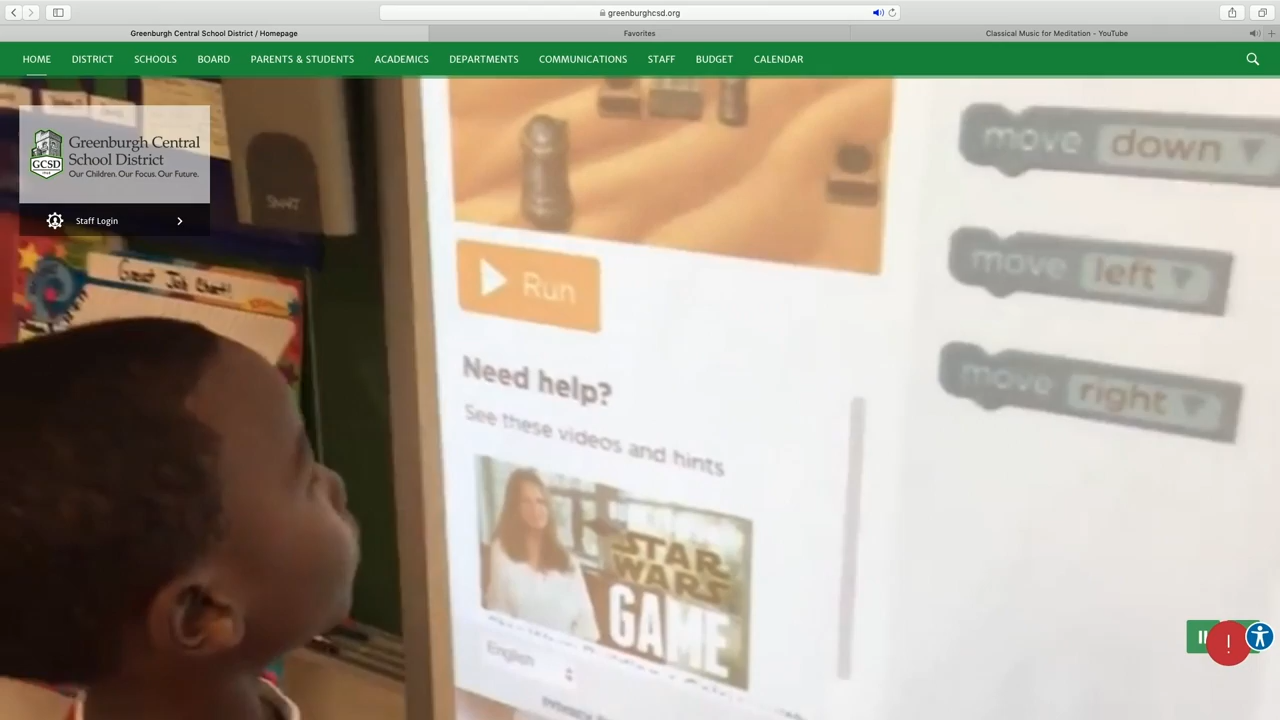 greenburghcsd.org
Greenburgh Central School District / Homepage
Favorites
Classical Music for Meditation - YouTube
HOME
DISTRICT
SCHOOLS
BOARD
PARENTS & STUDENTS
ACADEMICS
DEPARTMENTS
COMMUNICATIONS
STAFF
BUDGET
CALENDAR
GCSD
Greenburgh Central
School District
Our Children. Our Focus. Our Future.
Staff Login
SMART
Great Job Chart!
move down
move left
move right
Run
Need help?
See these videos and hints
STAR
WARS
GAME
English
!